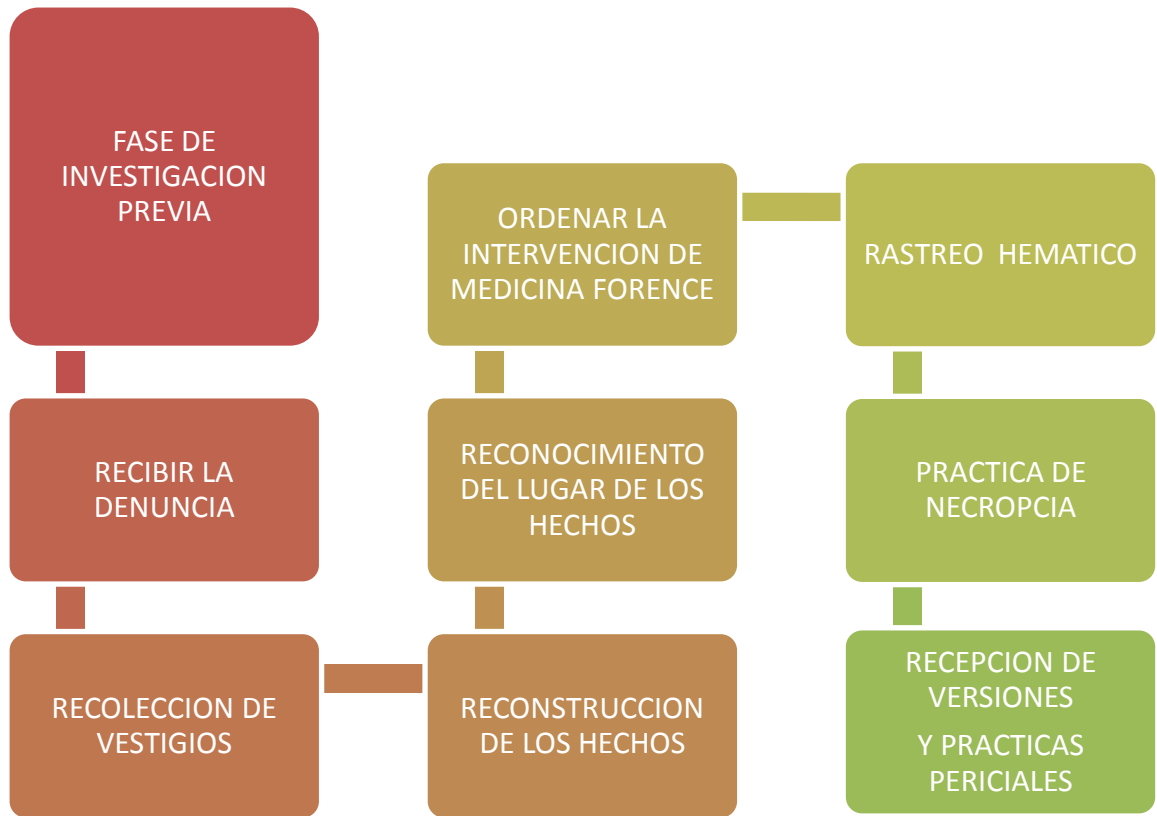 FASE DE
INVESTIGACION
PREVIA
RECIBIR LA
DENUNCIA
RECOLECCION DE
VESTIGIOS
RECONSTRUCCION
DE LOS HECHOS
RECONOCIMIENTO
DEL LUGAR DE LOS
HECHOS
ORDENAR LA
INTERVENCION DE
MEDICINA FORENCE
RASTREO HEMATICO
PRACTICA DE
NECROPCIA
RECEPCION DE
VERSIONES
Y PRACTICAS
PERICIALES